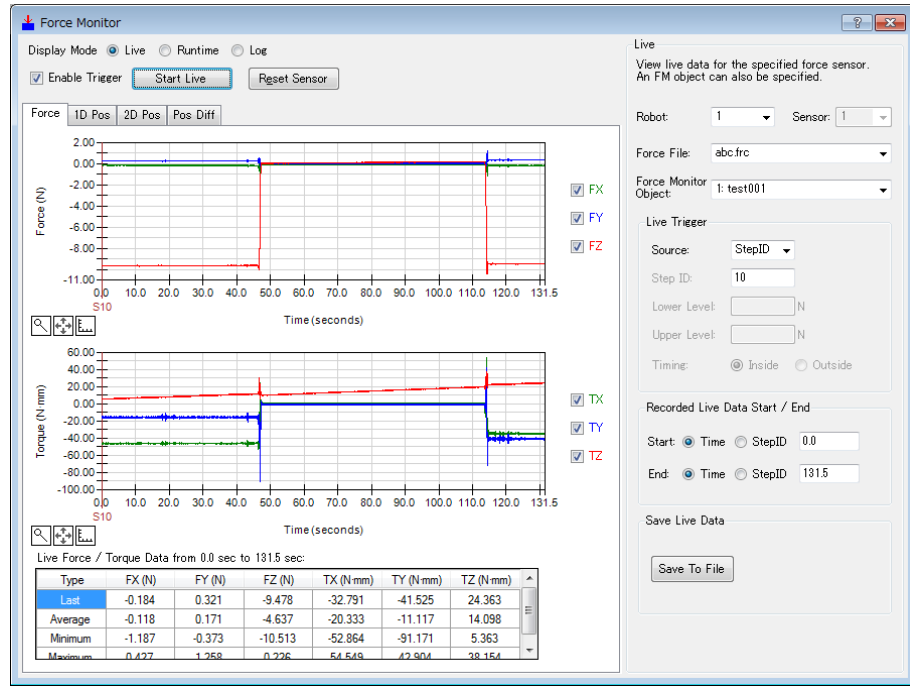 Force Monitor
Display Mode Live Runtime Log
Enable Trigger Start Live Reset Sensor
Force 1D Pos 2D Pos Pos Diff
Force (N)
2.00
0.00
-2.00
-4.00
-6.00
-8.00
-11.00
0.0 10.0 20.0 30.0 40.0 50.0 60.0 70.0 80.0 90.0 100.0 110.0 120.0 131.5
S10
Time (seconds)
FX
FY
FZ
Torque (N·mm)
60.00
40.00
20.00
0.00
-20.00
-40.00
-60.00
-80.00
-100.00
0.0 10.0 20.0 30.0 40.0 50.0 60.0 70.0 80.0 90.0 100.0 110.0 120.0 131.5
S10
Time (seconds)
TX
TY
TZ
Live Force / Torque Data from 0.0 sec to 131.5 sec:
Type FX (N) FY (N) FZ (N) TX (N·mm) TY (N·mm) TZ (N·mm)
Last -0.184 0.321 -9.478 -32.791 -41.525 24.363
Average -0.118 0.171 -4.637 -20.333 -11.117 14.098
Minimum -1.187 -0.373 -10.513 -52.864 -91.171 5.363
Maximum 0.427 1.258 0.226 54.549 42.904 38.154
Live
View live data for the specified force sensor.
An FM object can also be specified.
Robot: 1 Sensor: 1
Force File: abc.frc
Force Monitor
Object: 1: test001
Live Trigger
Source: StepID
Step ID: 10
Lower Level: N
Upper Level: N
Timing: Inside Outside
Recorded Live Data Start / End
Start: Time StepID 0.0
End: Time StepID 131.5
Save Live Data
Save To File